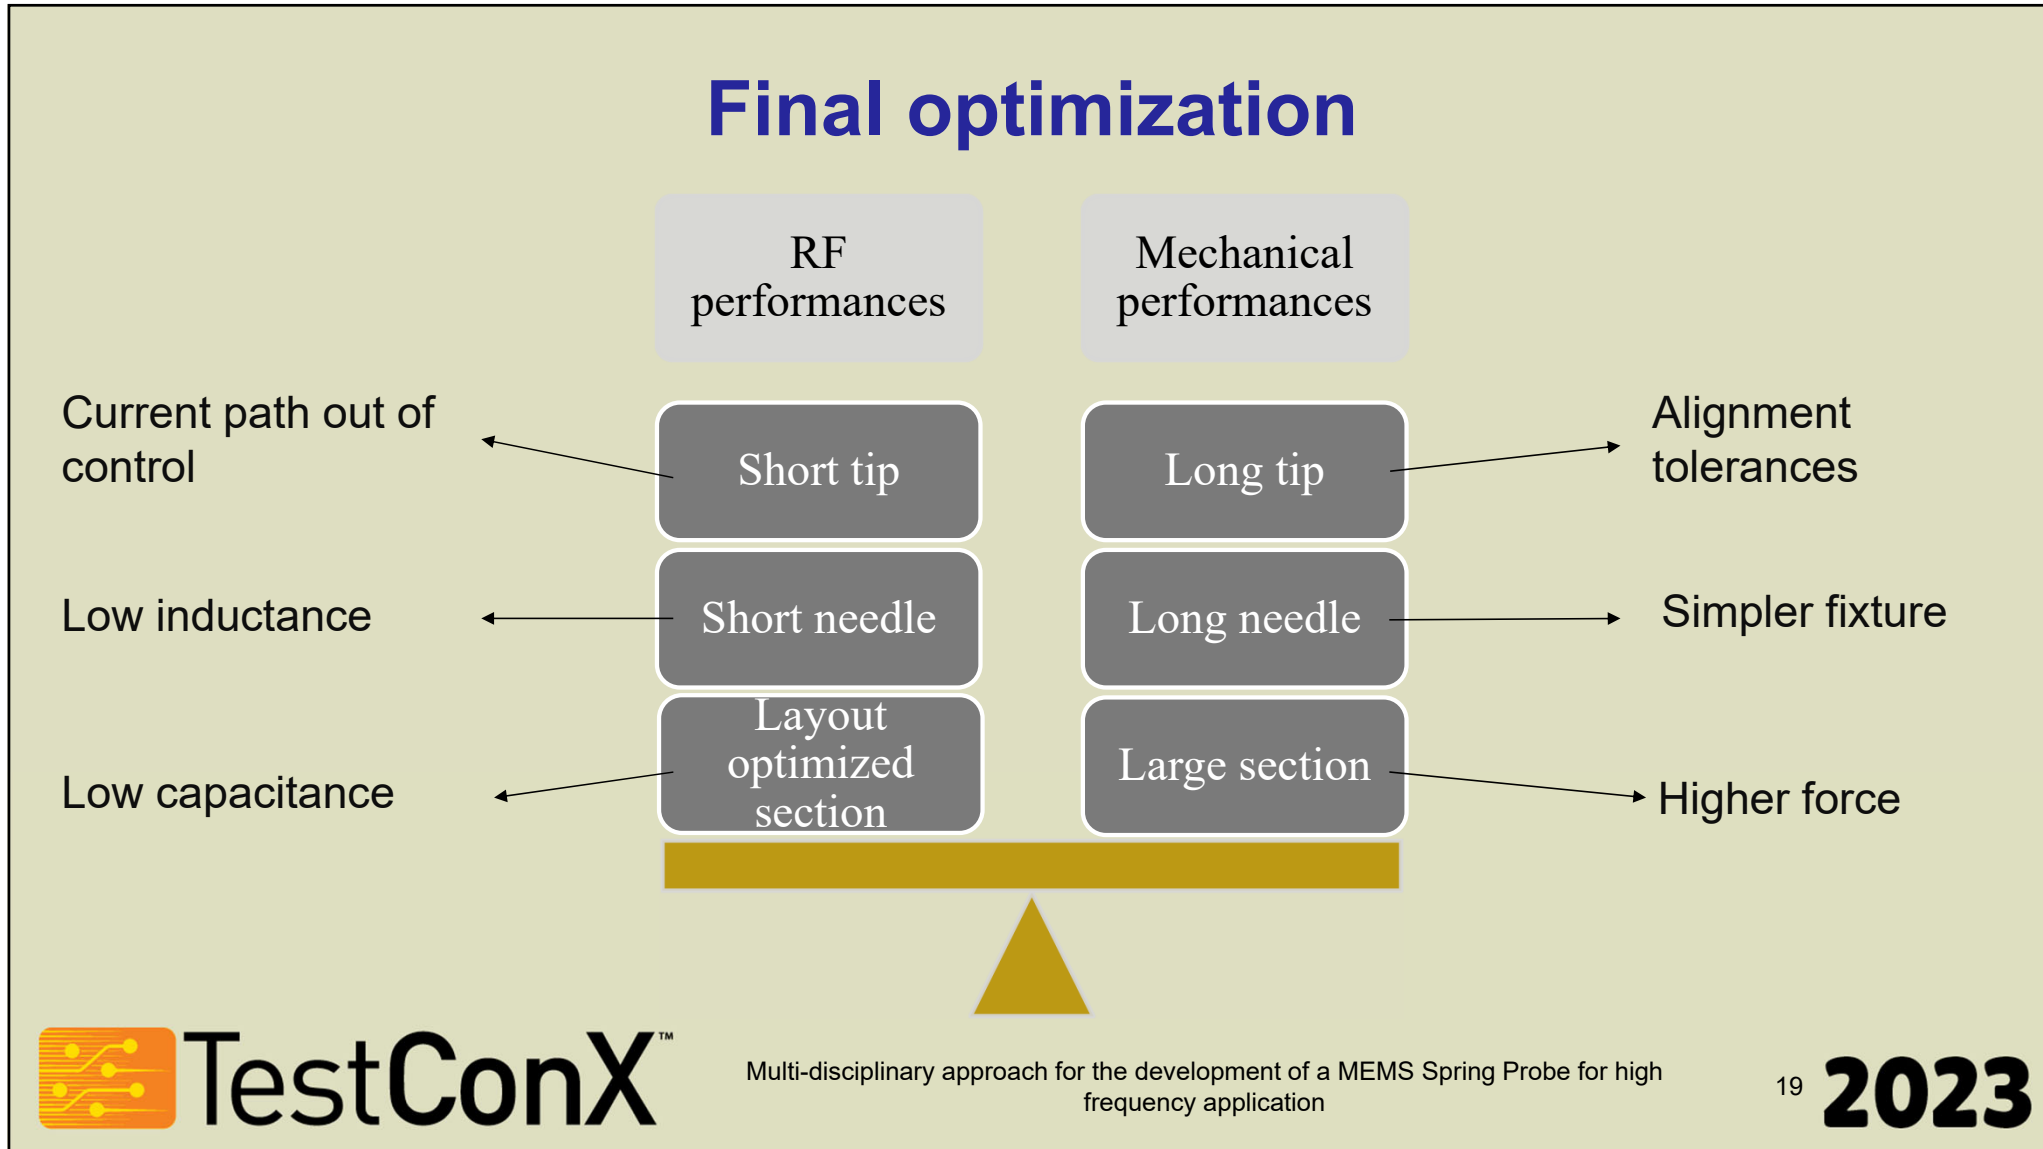 Final optimization
RF
performances
Mechanical
performances
Current path out of
control
Short tip
Long tip
Alignment
tolerances
Low inductance
Short needle
Long needle
Simpler fixture
Low capacitance
Layout
optimized
section
Large section
Higher force
TestConX™
Multi-disciplinary approach for the development of a MEMS Spring Probe for high
frequency application
19
2023